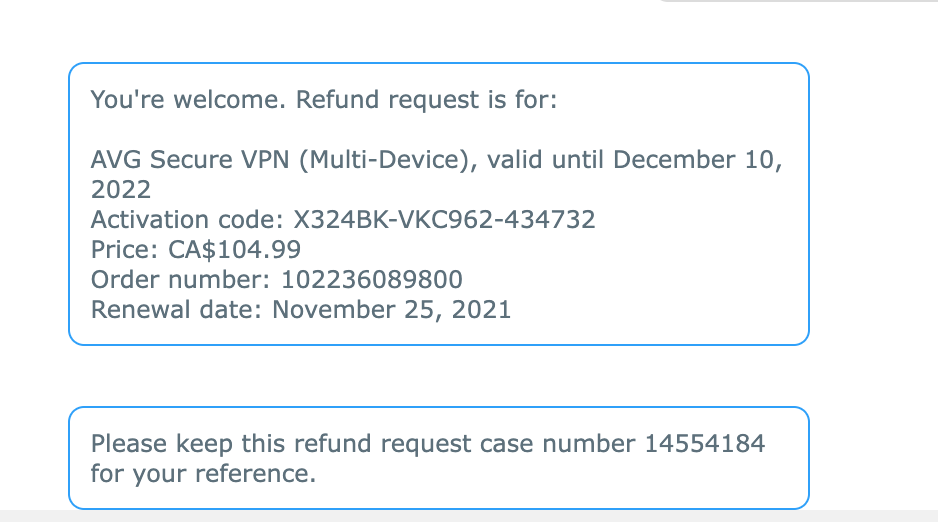 You're welcome. Refund request is for:
AVG Secure VPN (Multi-Device), valid until December 10,
2022
Activation code: X324BK-VKC962-434732
Price: CA$104.99
Order number: 102236089800
Renewal date: November 25, 2021
Please keep this refund request case number 14554184
for your reference.